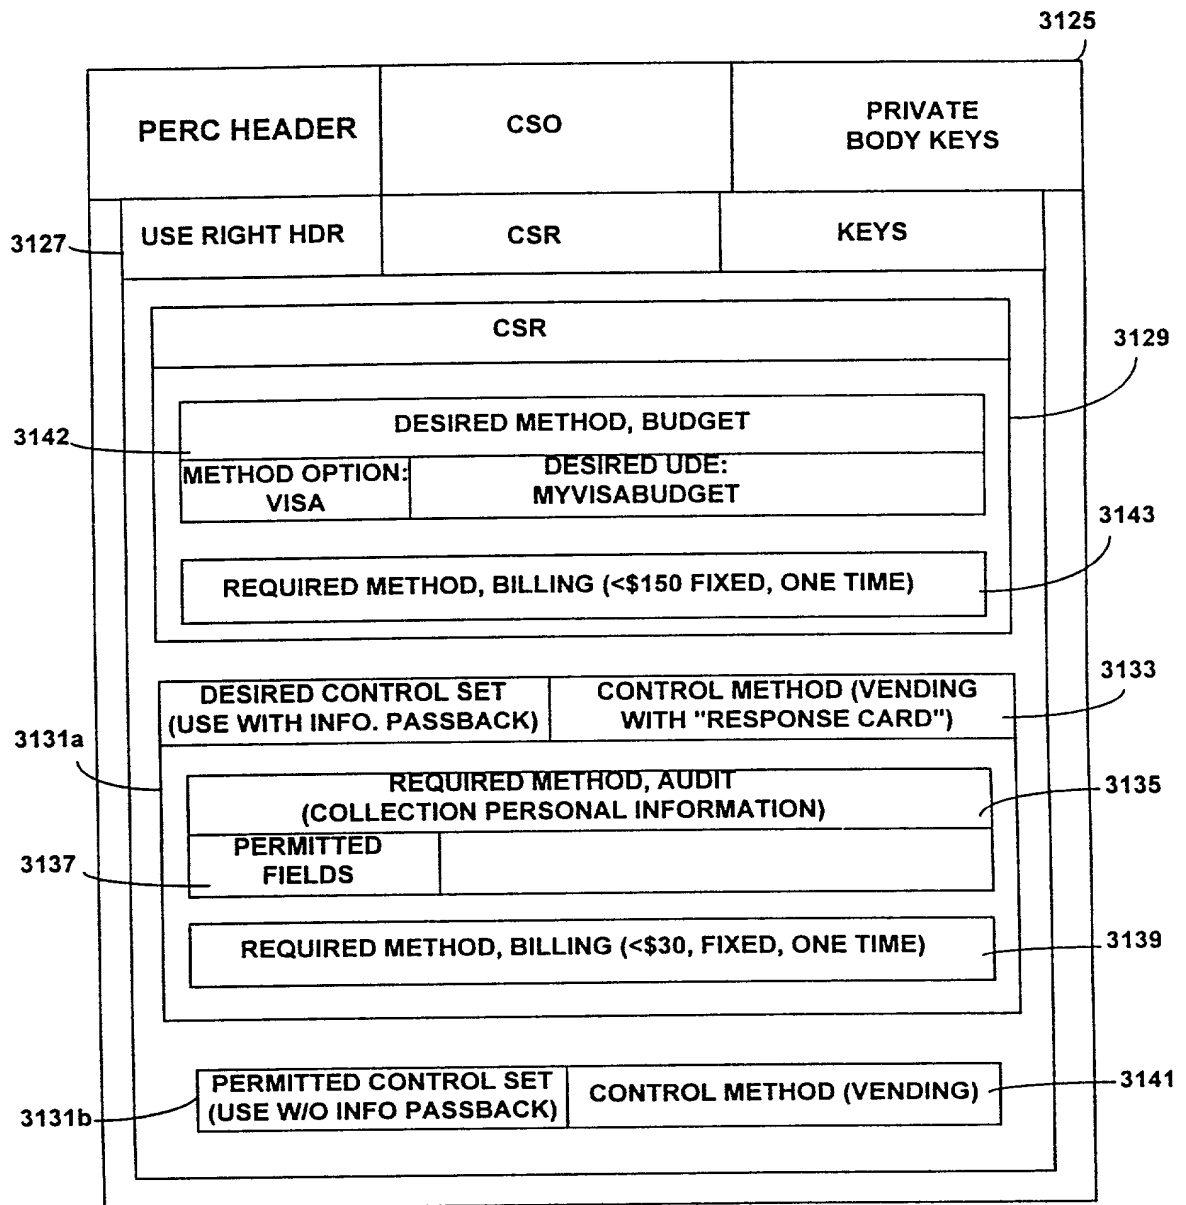 3125
PERC HEADER
CSO
PRIVATE
BODY KEYS
3127
USE RIGHT HDR
CSR
KEYS
CSR
3129
DESIRED METHOD, BUDGET
3142
METHOD OPTION:
VISA
DESIRED UDE:
MYVISABUDGET
3143
REQUIRED METHOD, BILLING (<$150 FIXED, ONE TIME)
DESIRED CONTROL SET
(USE WITH INFO. PASSBACK)
CONTROL METHOD (VENDING
WITH "RESPONSE CARD")
3133
3131a
REQUIRED METHOD, AUDIT
(COLLECTION PERSONAL INFORMATION)
3135
3137
PERMITTED
FIELDS
REQUIRED METHOD, BILLING (<$30, FIXED, ONE TIME)
3139
PERMITTED CONTROL SET
(USE W/O INFO PASSBACK)
CONTROL METHOD (VENDING)
3141
3131b